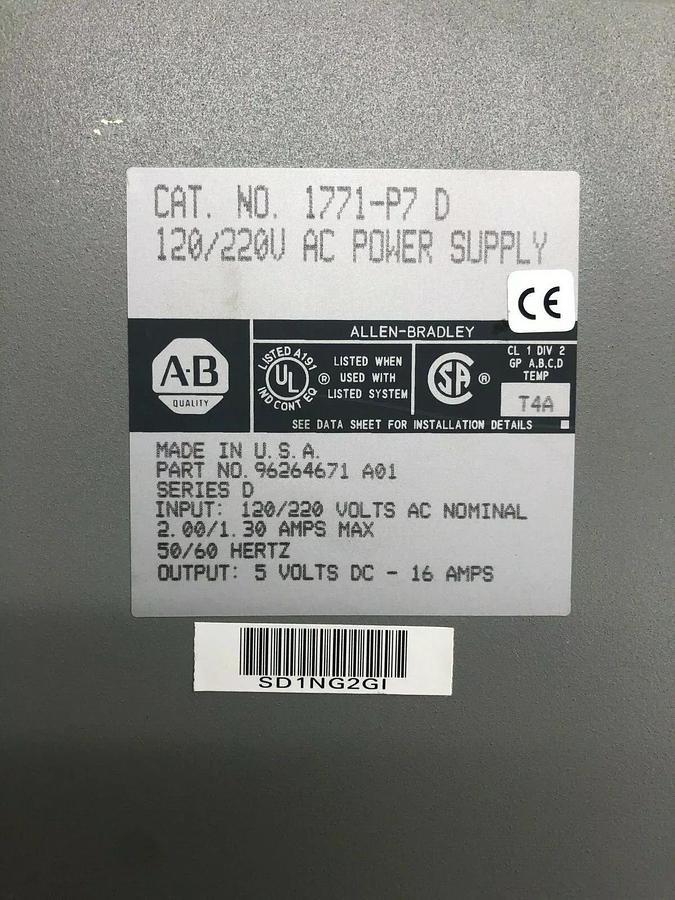 CAT. NO. 1771-P7 D
120/220V AC POWER SUPPLY
CE
ALLEN-BRADLEY
A-B
QUALITY
LISTED A191
UL ®
IND CONT EQ
LISTED WHEN
USED WITH
LISTED SYSTEM
SA ®
CL 1 DIV 2
GP A,B,C,D
TEMP
T4A
SEE DATA SHEET FOR INSTALLATION DETAILS
MADE IN U.S.A.
PART NO. 96264671 A01
SERIES D
INPUT: 120/220 VOLTS AC NOMINAL
2.00/1.30 AMPS MAX
50/60 HERTZ
OUTPUT: 5 VOLTS DC - 16 AMPS
SD1NG2GI